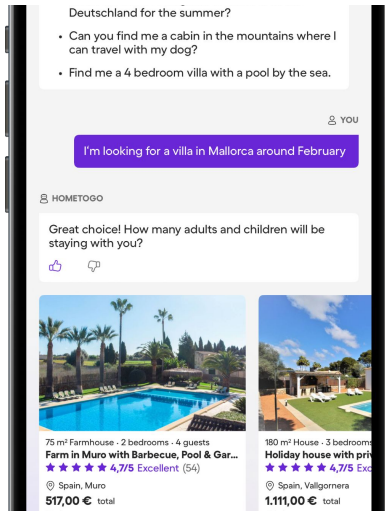 Deutschland for the summer?
• Can you find me a cabin in the mountains where I
can travel with my dog?
• Find me a 4 bedroom villa with a pool by the sea.
YOU
I'm looking for a villa in Mallorca around February
HOMETOGO
Great choice! How many adults and children will be
staying with you?
75 m² Farmhouse · 2 bedrooms · 4 guests
Farm in Muro with Barbecue, Pool & Gar...
4,7/5 Excellent (54)
Spain, Muro
517,00 € total
180 m² House · 3 bedrooms
Holiday house with
4,7/5
Spain, Vallgornera
1.111,00 € total